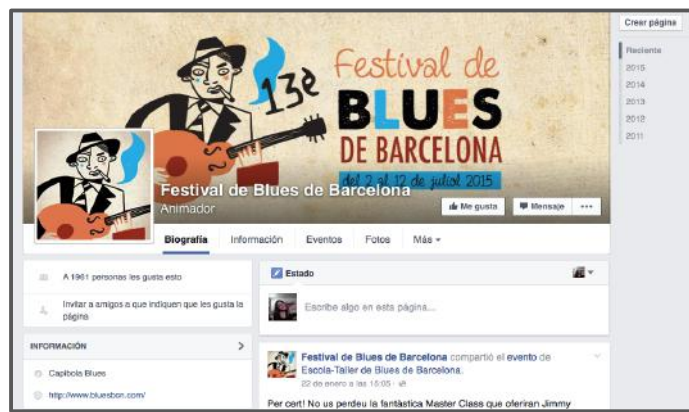 Crear página
Reciente
2015
2014
2013
2012
2011
13è
Festival de
BLUES
DE BARCELONA
del 2 al 12 de juliol 2015
Festival de Blues de Barcelona
Animador
Me gusta
Mensaje
Biografía
Información
Eventos
Fotos
Más
A 1961 personas les gusta esto
Invitar a amigos a que indiquen que les gusta la
página
INFORMACIÓN
Capibola Blues
http://www.bluesbcn.com/
Estado
Escribe algo en esta página...
Festival de Blues de Barcelona compartió el evento de
Escola-Taller de Blues de Barcelona.
22 de enero a las 15:05 ·
Per cert! No us perdeu la fantàstica Master Class que oferiran Jimmy